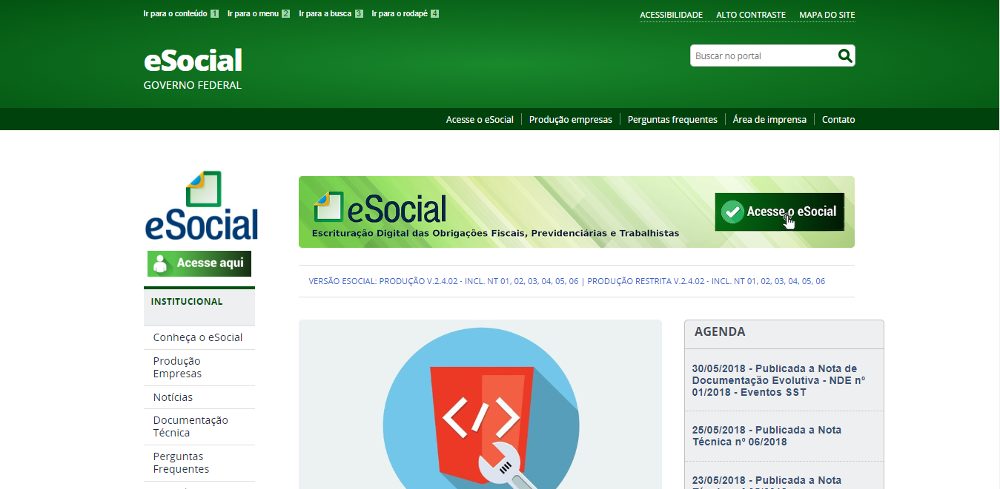 Ir para o conteúdo 1 Ir para o menu 2 Ir para a busca 3 Ir para o rodapé 4
ACESSIBILIDADE ALTO CONTRASTE MAPA DO SITE
eSocial
GOVERNO FEDERAL
Buscar no portal
Acesse o eSocial Produção empresas Perguntas frequentes Área de imprensa Contato
eSocial
Acesse aqui
INSTITUCIONAL
Conheça o eSocial
Produção
Empresas
Notícias
Documentação
Técnica
Perguntas
Frequentes
eSocial
Escrituração Digital das Obrigações Fiscais, Previdenciárias e Trabalhistas
Acesse o eSocial
VERSÃO ESOCIAL: PRODUÇÃO V.2.4.02 - INCL. NT 01, 02, 03, 04, 05, 06 | PRODUÇÃO RESTRITA V.2.4.02 - INCL. NT 01, 02, 03, 04, 05, 06
</>
AGENDA
30/05/2018 - Publicada a Nota de
Documentação Evolutiva - NDE nº
01/2018 - Eventos SST
25/05/2018 - Publicada a Nota
Técnica nº 06/2018
23/05/2018 - Publicada a Nota